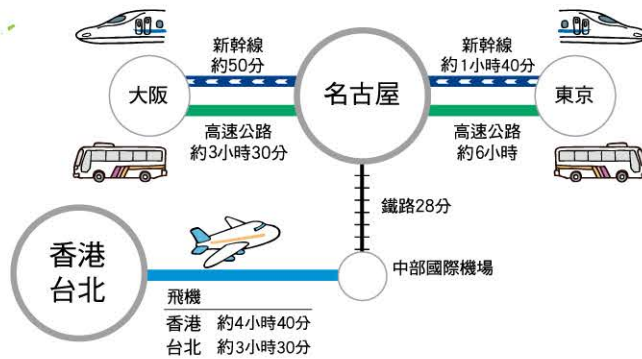 新幹線
約50分
新幹線
約1小時40分
大阪
名古屋
東京
高速公路
約3小時30分
高速公路
約6小時
鐵路28分
香港
台北
中部國際機場
飛機
香港 約4小時40分
台北 約3小時30分